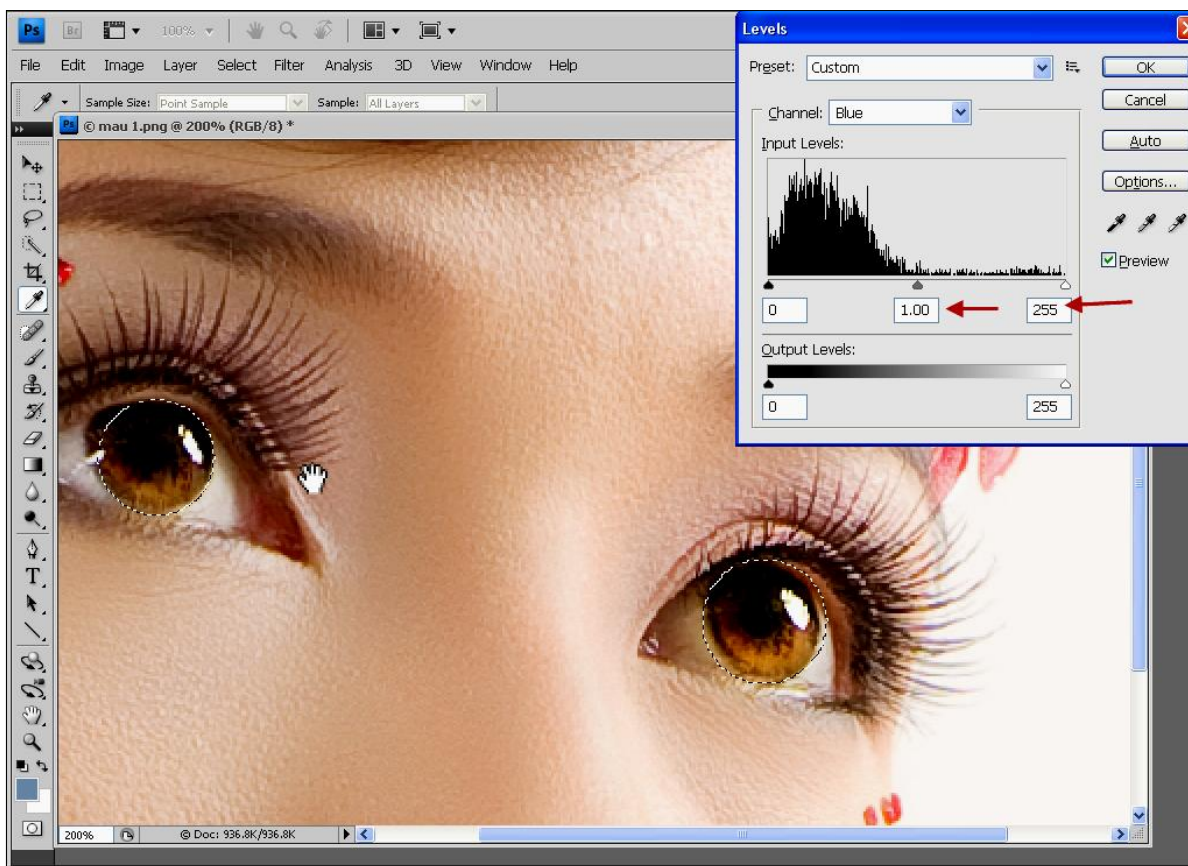 Ps Br 100%
File Edit Image Layer Select Filter Analysis 3D View Window Help
Sample Size: Point Sample Sample: All Layers
Ps © mau 1.png @ 200% (RGB/8) *
T
200% © Doc: 936.8K/936.8K
Levels
Preset: Custom
OK
Cancel
Channel: Blue
Auto
Input Levels:
Options...
Preview
0 1.00 255
Output Levels:
0 255